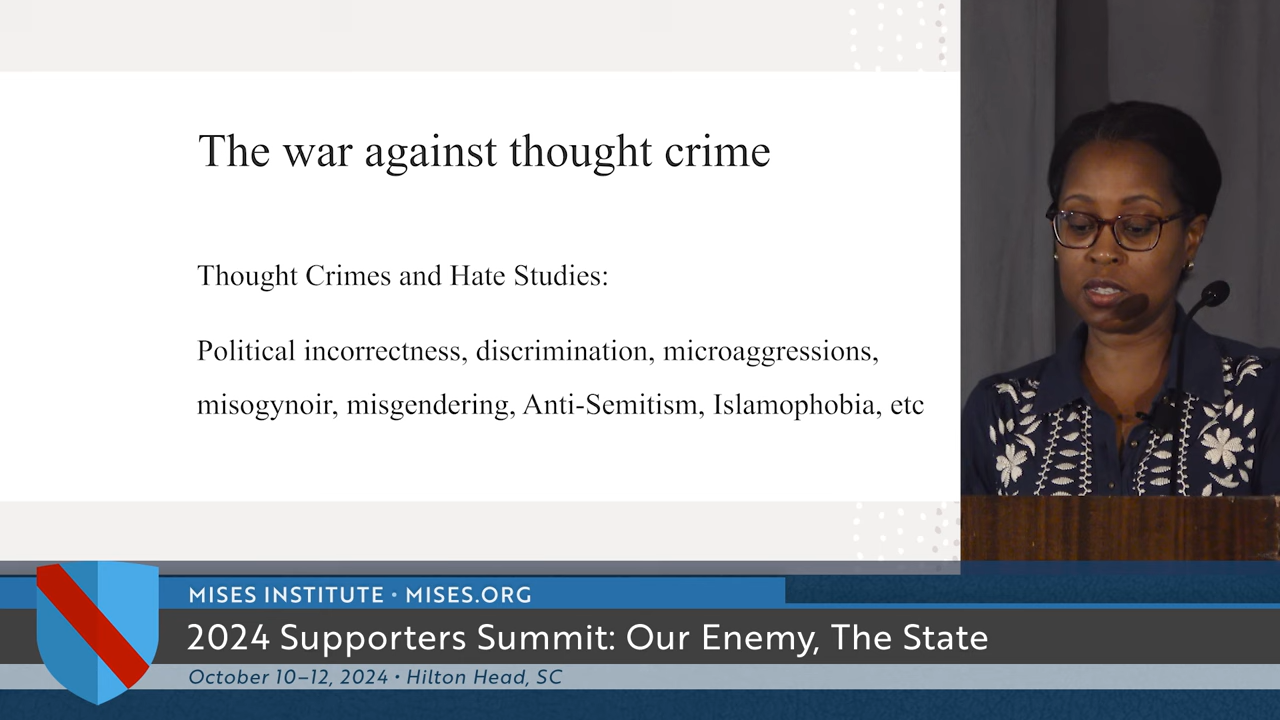 The war against thought crime
Thought Crimes and Hate Studies:
Political incorrectness, discrimination, microaggressions,
misogynoir, misgendering, Anti-Semitism, Islamophobia, etc
MISES INSTITUTE • MISES.ORG
2024 Supporters Summit: Our Enemy, The State
October 10–12, 2024 • Hilton Head, SC